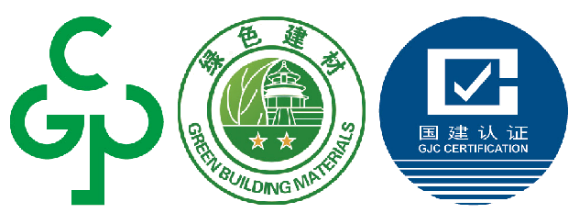 CGP
绿色建材
GREEN BUILDING MATERIALS
国建认证
GJC CERTIFICATION